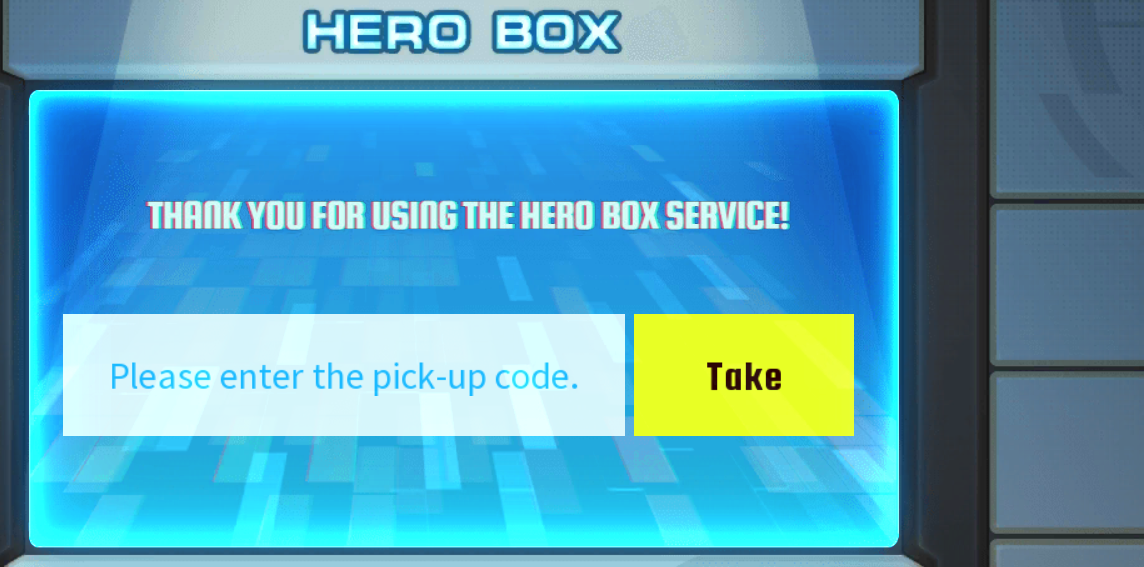 HERO BOX
THANK YOU FOR USING THE HERO BOX SERVICE!
Please enter the pick-up code.
Take